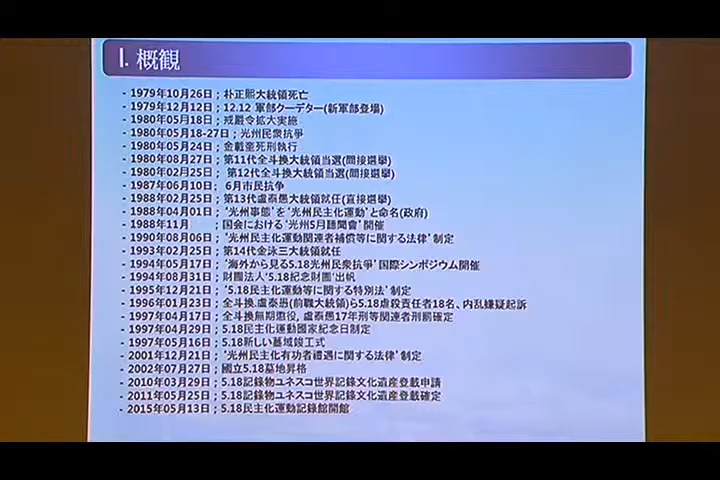 I. 概観
- 1979年10月26日 ; 朴正熙大統領死亡
- 1979年12月12日 ; 12.12 軍部クーデター(新軍部登場)
- 1980年05月18日 ; 戒厳令拡大実施
- 1980年05月18-27日 ; 光州民衆抗爭
- 1980年05月24日 ; 金載奎死刑執行
- 1980年08月27日 ; 第11代全斗換大統領当選(間接選挙)
- 1980年02月25日 ; 第12代全斗換大統領当選(間接選挙)
- 1987年06月10日 ; 6月市民抗争
- 1988年02月25日 ; 第13代盧泰愚大統領就任(直接選挙)
- 1988年04月01日 ; '光州事態'を '光州民主化運動'と命名(政府)
- 1988年11月 ; 国会における'光州5月聽聞會'開催
- 1990年08月06日 ; '光州民主化運動関連者補償等に関する法律' 制定
- 1993年02月25日 ; 第14代金泳三大統領就任
- 1994年05月17日 ; '海外から見る5.18光州民衆抗爭' 国際シンポジウム開催
- 1994年08月31日 ; 財團法人'5.18紀念財團'出帆
- 1995年12月21日 ; '5.18民主化運動等に関する特別法' 制定
- 1996年01月23日 ; 全斗換.盧泰愚(前職大統領)ら5.18虐殺責任者18名、内乱嫌疑起訴
- 1997年04月17日 ; 全斗換無期懲役, 盧泰愚17年刑等関連者刑罰確定
- 1997年04月29日 ; 5.18民主化運動國家紀念日制定
- 1997年05月16日 ; 5.18新しい墓域竣工式
- 2001年12月21日 ; '光州民主化有功者禮遇に関する法律' 制定
- 2002年07月27日 ; 國立5.18墓地昇格
- 2010年03月29日 ; 5.18記錄物ユネスコ世界記錄文化遺産登載申請
- 2011年05月25日 ; 5.18記錄物ユネスコ世界記錄文化遺産登載確定
- 2015年05月13日 ; 5.18民主化運動記錄館開館